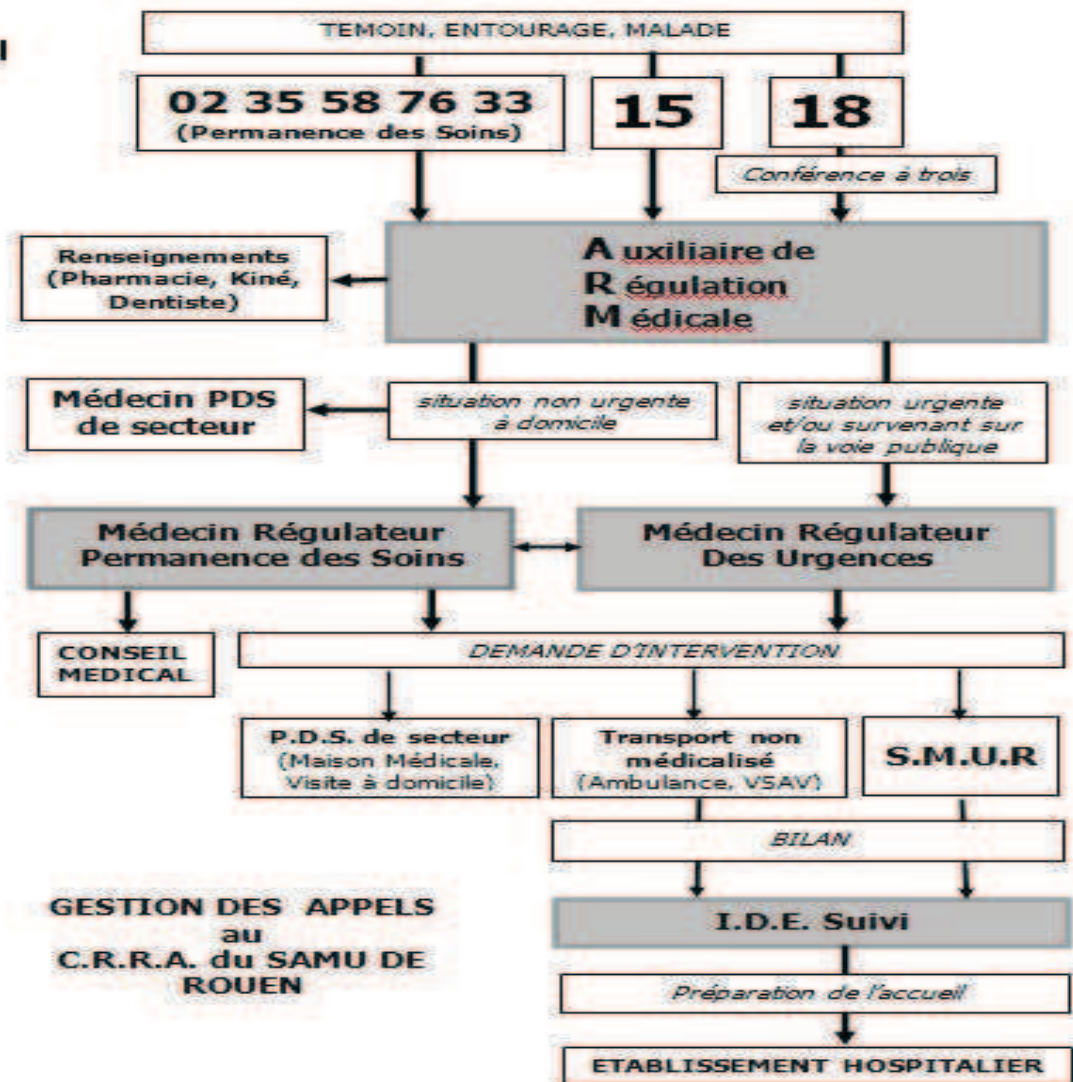 TEMOIN, ENTOURAGE, MALADE
02 35 58 76 33
(Permanence des Soins)
15
18
Conférence à trois
Renseignements
(Pharmacie, Kiné,
Dentiste)
A uxiliaire de
R égulation
M édicale
Médecin PDS
de secteur
situation non urgente
à domicile
situation urgente
et/ou survenant sur
la voie publique
Médecin Régulateur
Permanence des Soins
Médecin Régulateur
Des Urgences
CONSEIL
MEDICAL
DEMANDE D'INTERVENTION
P.D.S. de secteur
(Maison Médicale,
Visite à domicile)
Transport non
médicalisé
(Ambulance, VSAV)
S.M.U.R
BILAN
GESTION DES APPELS
au
C.R.R.A. du SAMU DE
ROUEN
I.D.E. Suivi
Préparation de l'accueil
ETABLISSEMENT HOSPITALIER